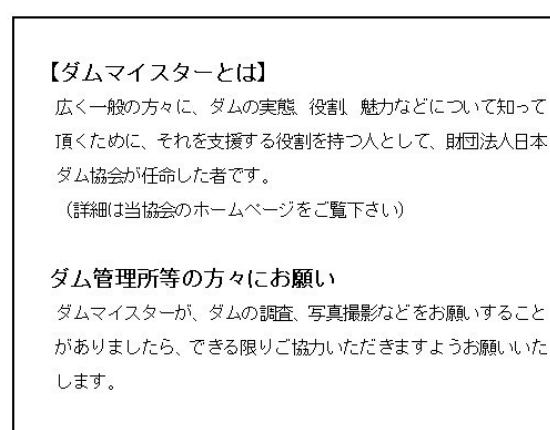 【ダムマイスターとは】
広く一般の方々に、ダムの実態、役割、魅力などについて知って
頂くために、それを支援する役割を持つ人として、財団法人日本
ダム協会が任命した者です。
（詳細は当協会のホームページをご覧下さい）
ダム管理所等の方々にお願い
ダムマイスターが、ダムの調査、写真撮影などをお願いすること
がありましたら、できる限りご協力いただきますようお願いいた
します。